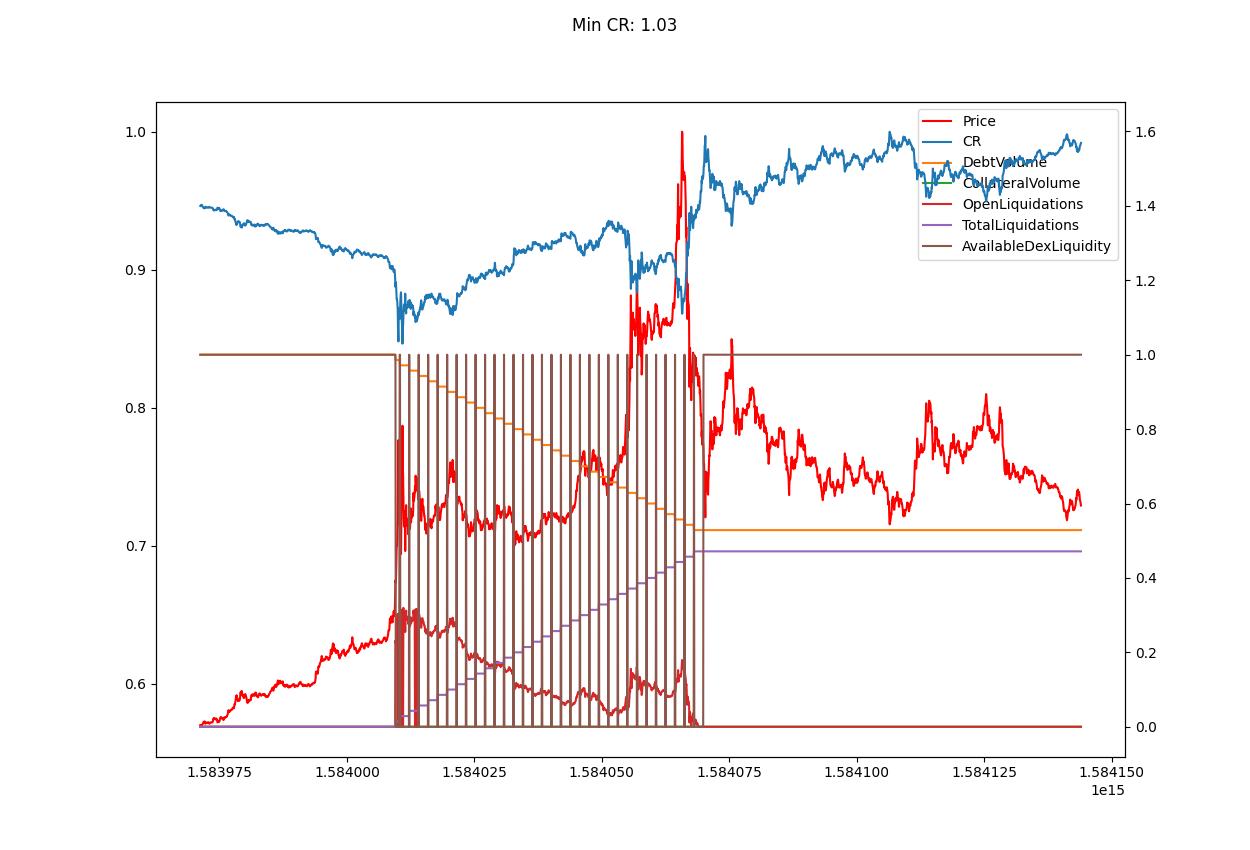 Min CR: 1.03
1.0
0.9
0.8
0.7
0.6
1.6
1.4
1.2
1.0
0.8
0.6
0.4
0.2
0.0
Price
CR
DebtVolume
CollateralVolume
OpenLiquidations
TotalLiquidations
AvailableDexLiquidity
1.583975 1.584000 1.584025 1.584050 1.584075 1.584100 1.584125 1.584150
1e15